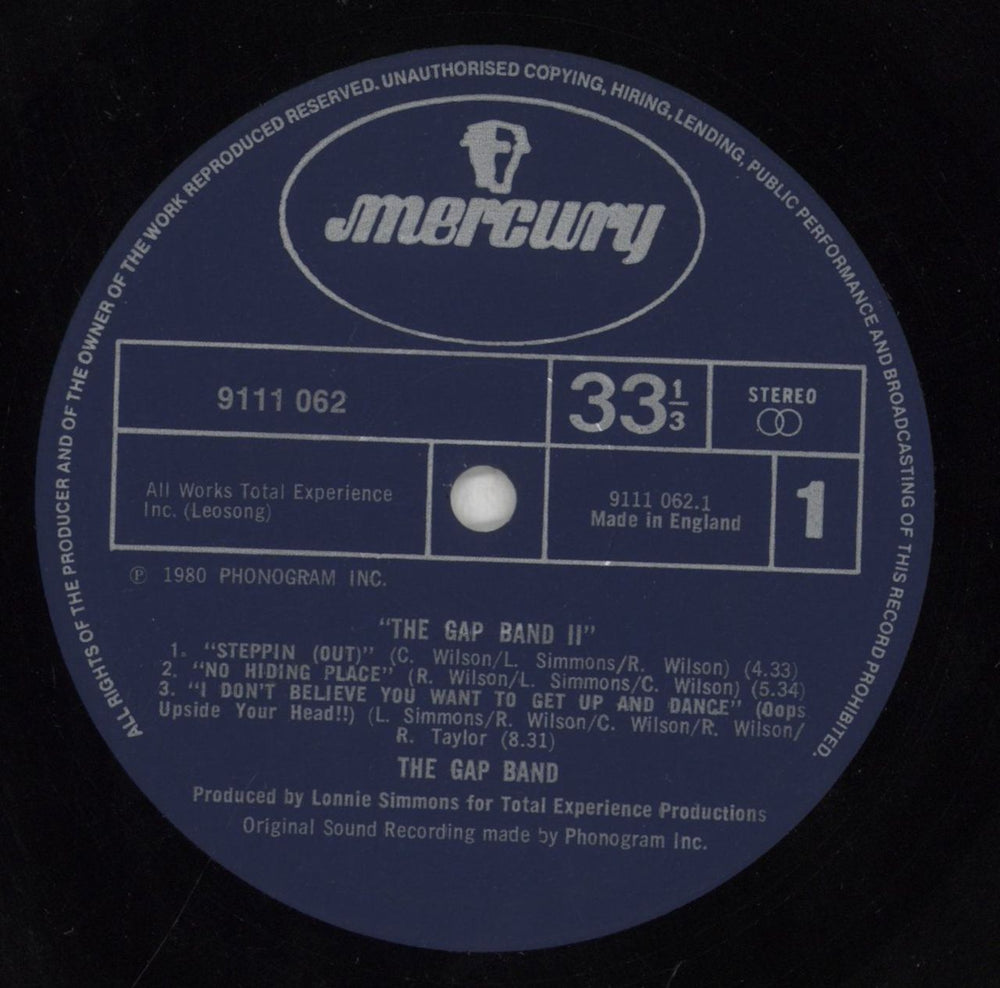 ALL RIGHTS OF THE PRODUCER AND OF THE OWNER OF THE WORK REPRODUCED RESERVED. UNAUTHORISED COPYING, HIRING, LENDING, PUBLIC PERFORMANCE AND BROADCASTING OF THIS RECORD PROHIBITED.
mercury
9111 062
33 1/3
STEREO
All Works Total Experience
Inc. (Leosong)
9111 062.1
Made in England
1
℗ 1980 PHONOGRAM INC.
"THE GAP BAND II"
1. "STEPPIN (OUT)" (C. Wilson/L. Simmons/R. Wilson) (4.33)
2. "NO HIDING PLACE" (R. Wilson/L. Simmons/C. Wilson) (5.34)
3. "I DON'T BELIEVE YOU WANT TO GET UP AND DANCE" (Oops
Upside Your Head!!) (L. Simmons/R. Wilson/C. Wilson/R. Wilson/
R. Taylor (8.31)
THE GAP BAND
Produced by Lonnie Simmons for Total Experience Productions
Original Sound Recording made by Phonogram Inc.